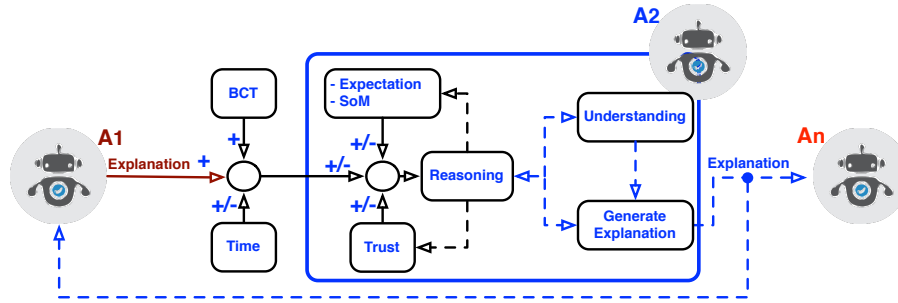 A2
BCT
- Expectation
- SoM
Understanding
A1
An
Explanation
+
+
+/-
+/-
Reasoning
Explanation
+/-
+/-
Time
Trust
Generate
Explanation